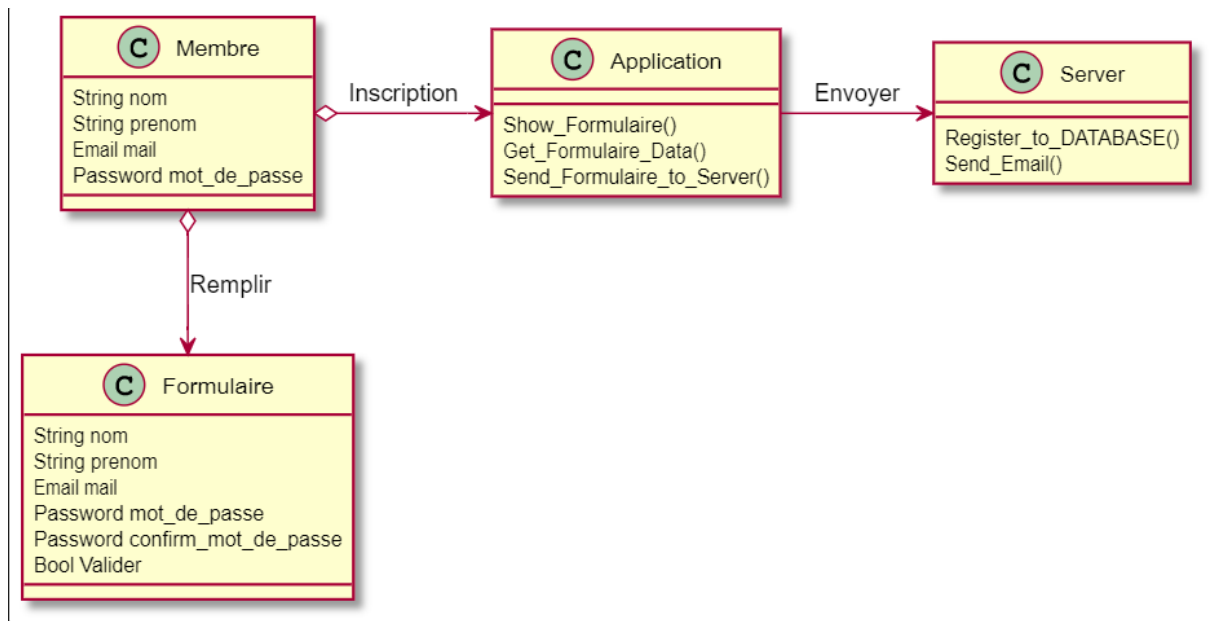 C Membre
String nom
String prenom
Email mail
Password mot_de_passe
Inscription
C Application
Show_Formulaire()
Get_Formulaire_Data()
Send_Formulaire_to_Server()
Envoyer
C Server
Register_to_DATABASE()
Send_Email()
Remplir
C Formulaire
String nom
String prenom
Email mail
Password mot_de_passe
Password confirm_mot_de_passe
Bool Valider